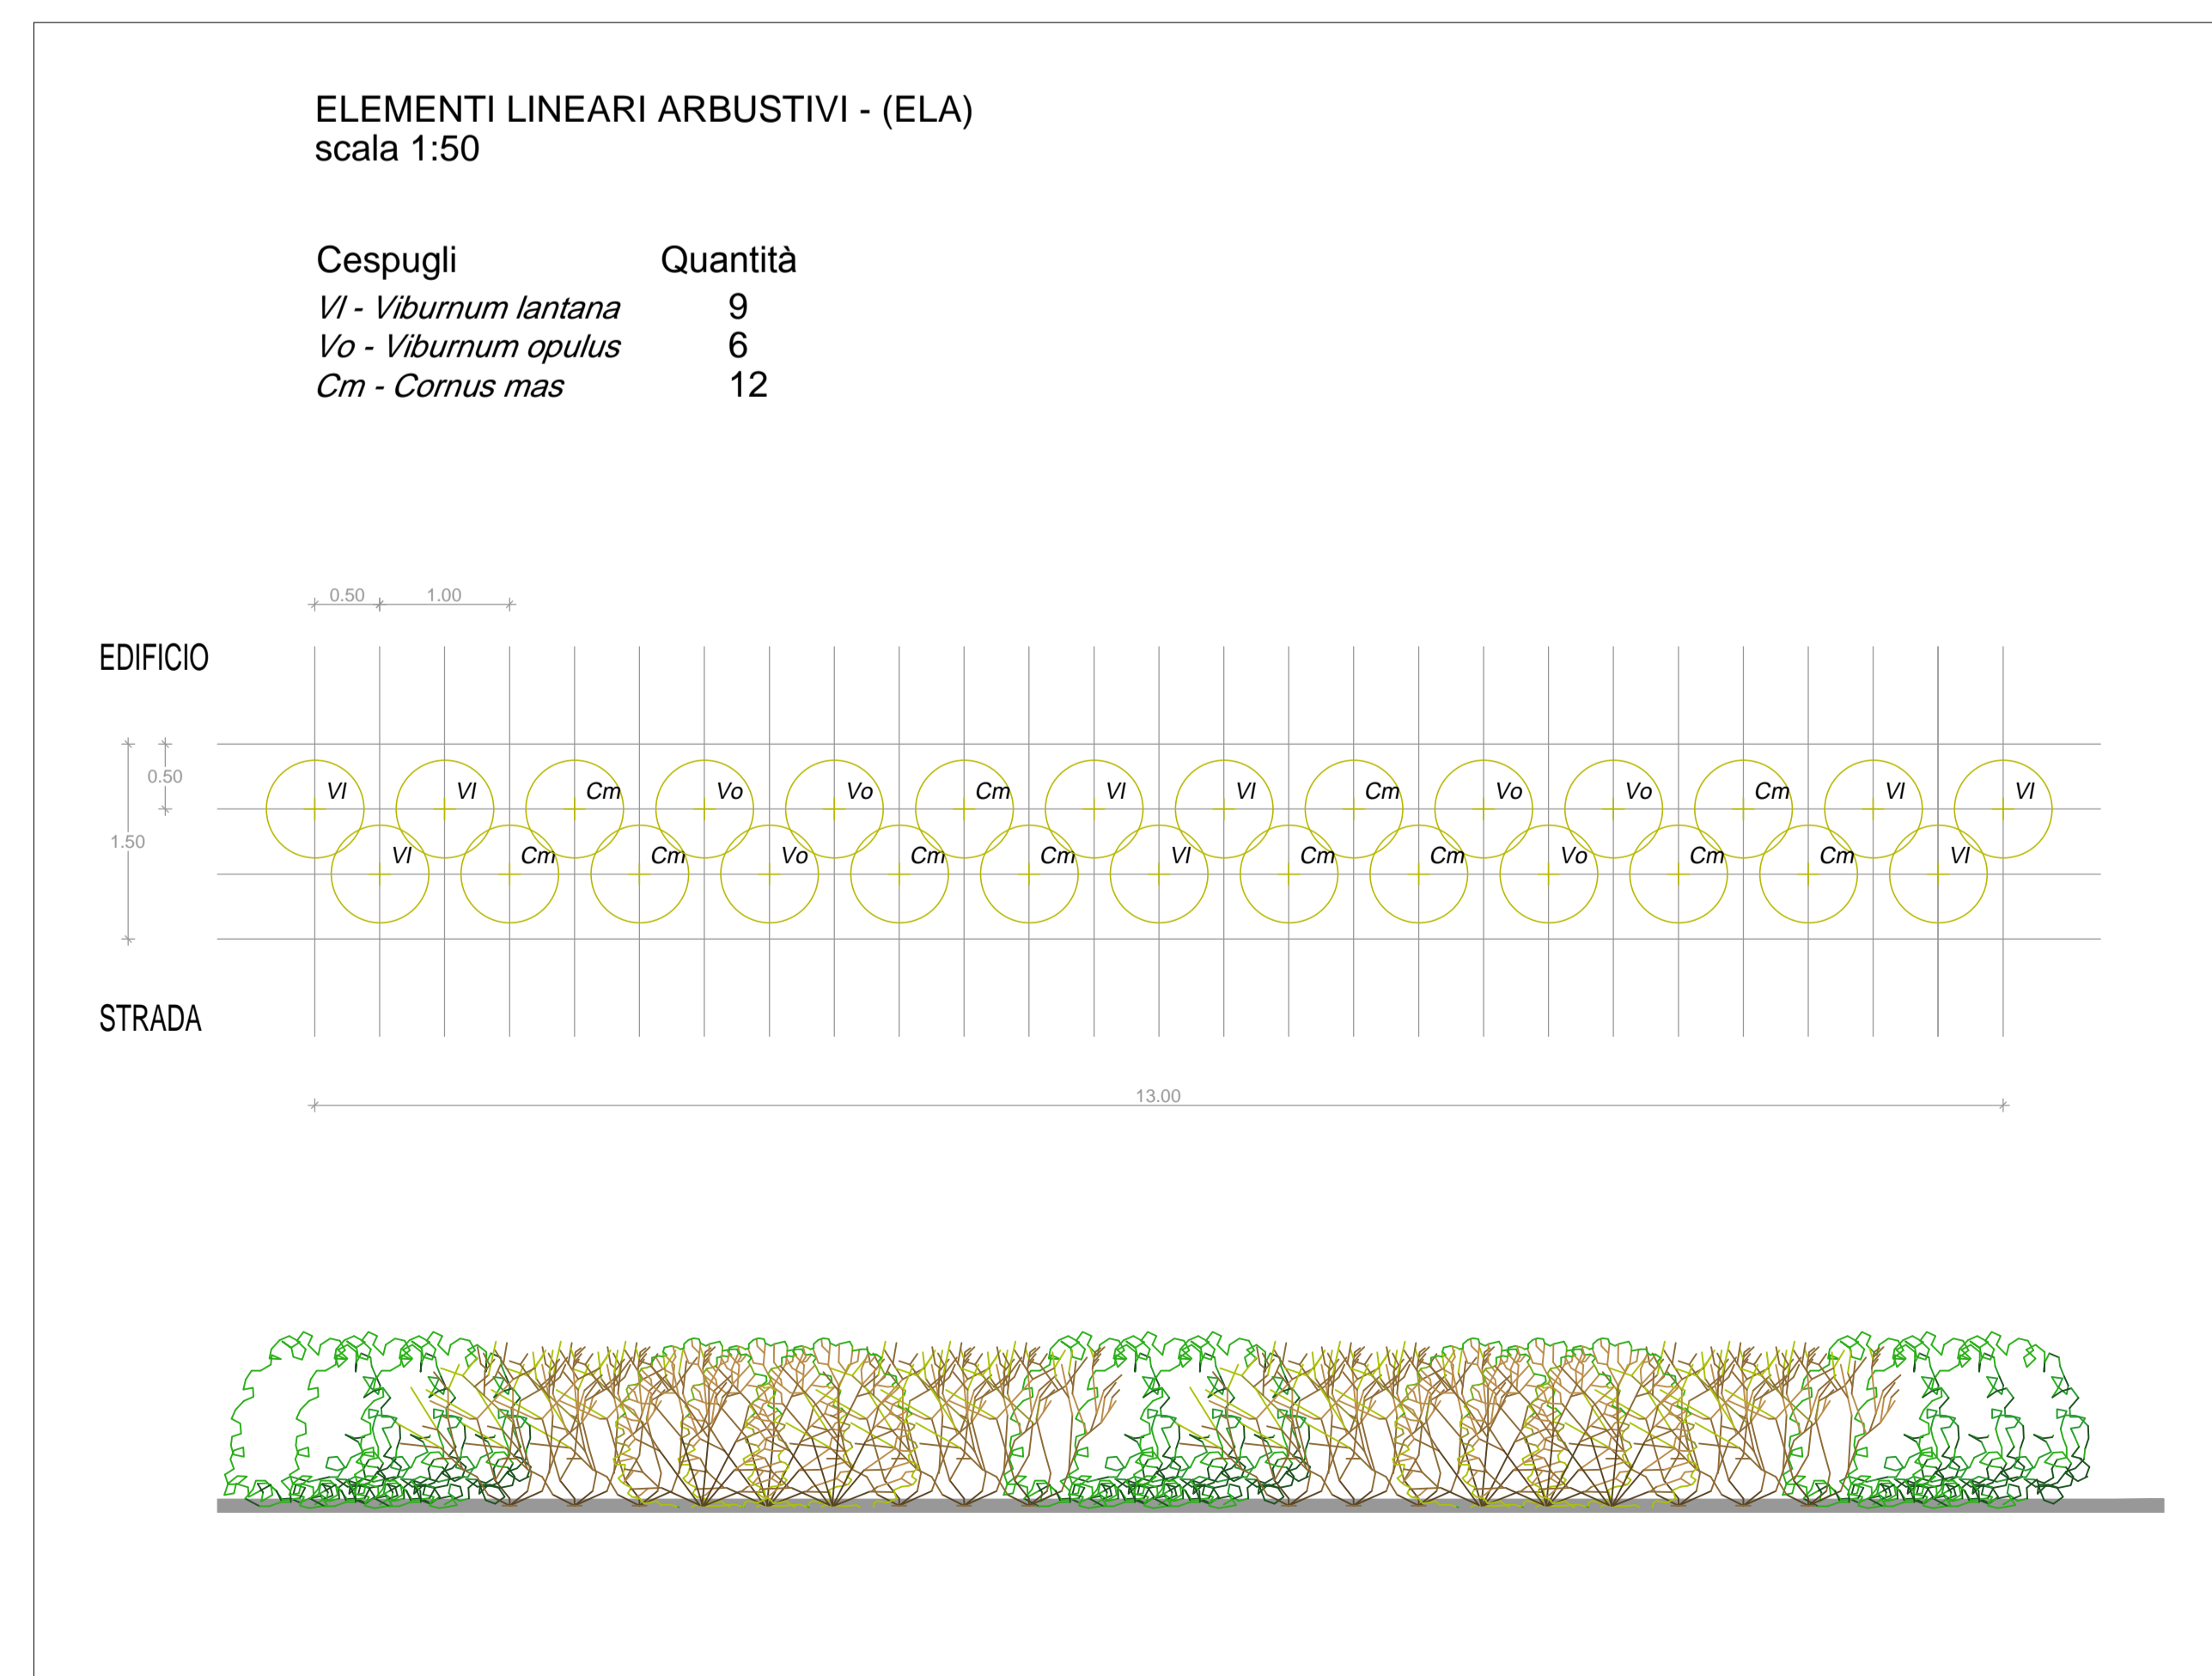 ELEMENTI LINEARI ARBUSTIVI - (ELA)
scala 1:50
Cespugli Quantità
Vl - Viburnum lantana 9
Vo - Viburnum opulus 6
Cm - Cornus mas 12
0.50 1.00
EDIFICIO
0.50
1.50
Vl Vl Cm Vo Vo Cm Vl Vl Cm Vo Vo Cm Vl Vl
Vl Cm Cm Vo Cm Cm Vl Cm Cm Vo Cm Cm Vl
STRADA
13.00